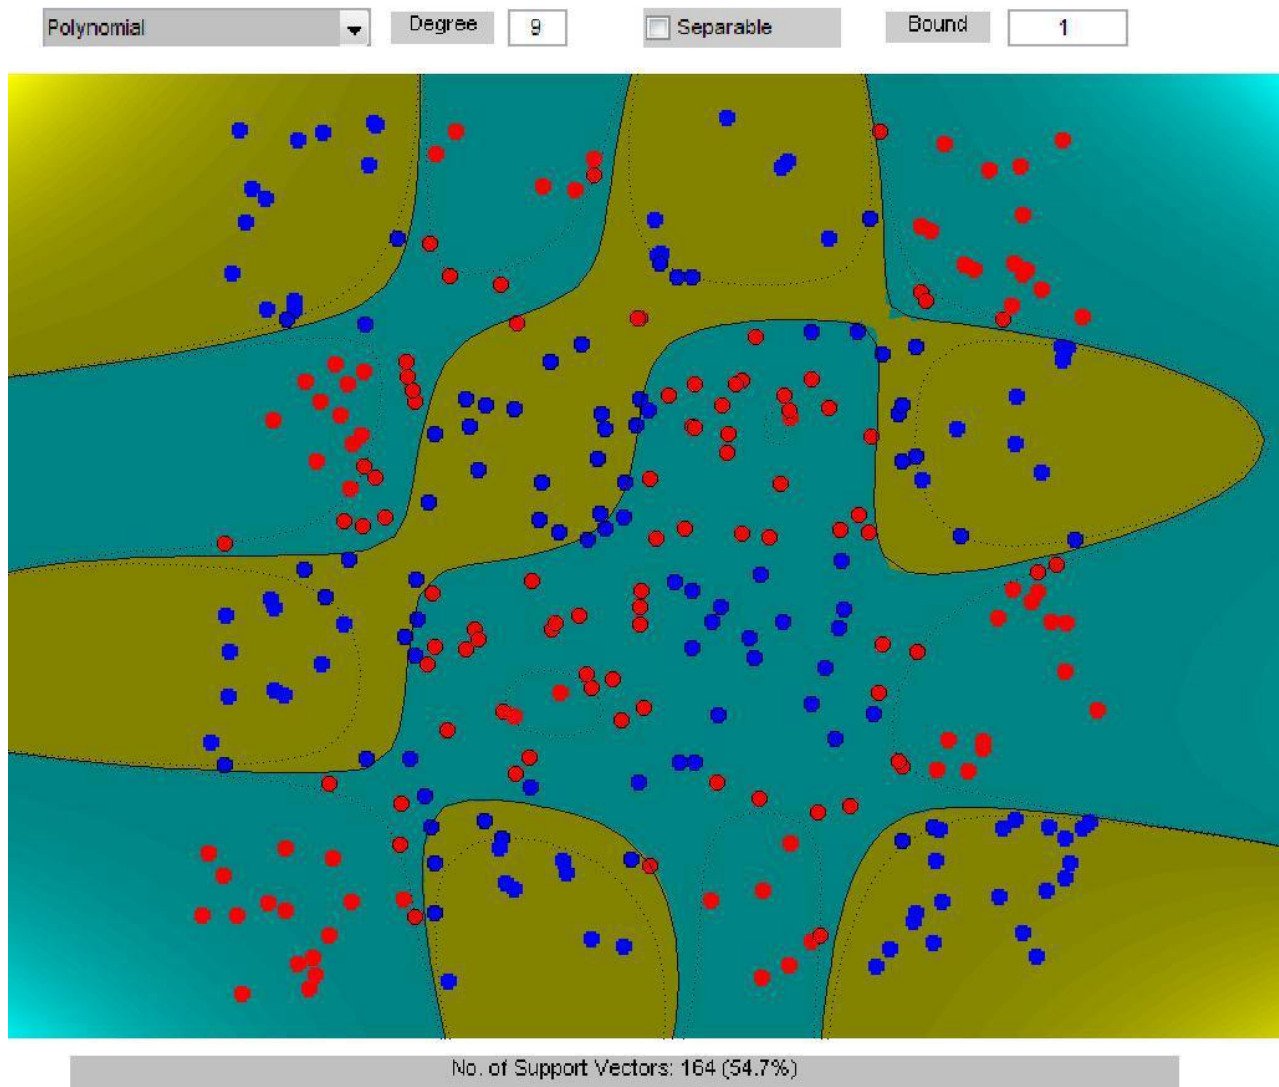 Polynomial Degree 9 Separable Bound 1
No. of Support Vectors: 164 (54.7%)